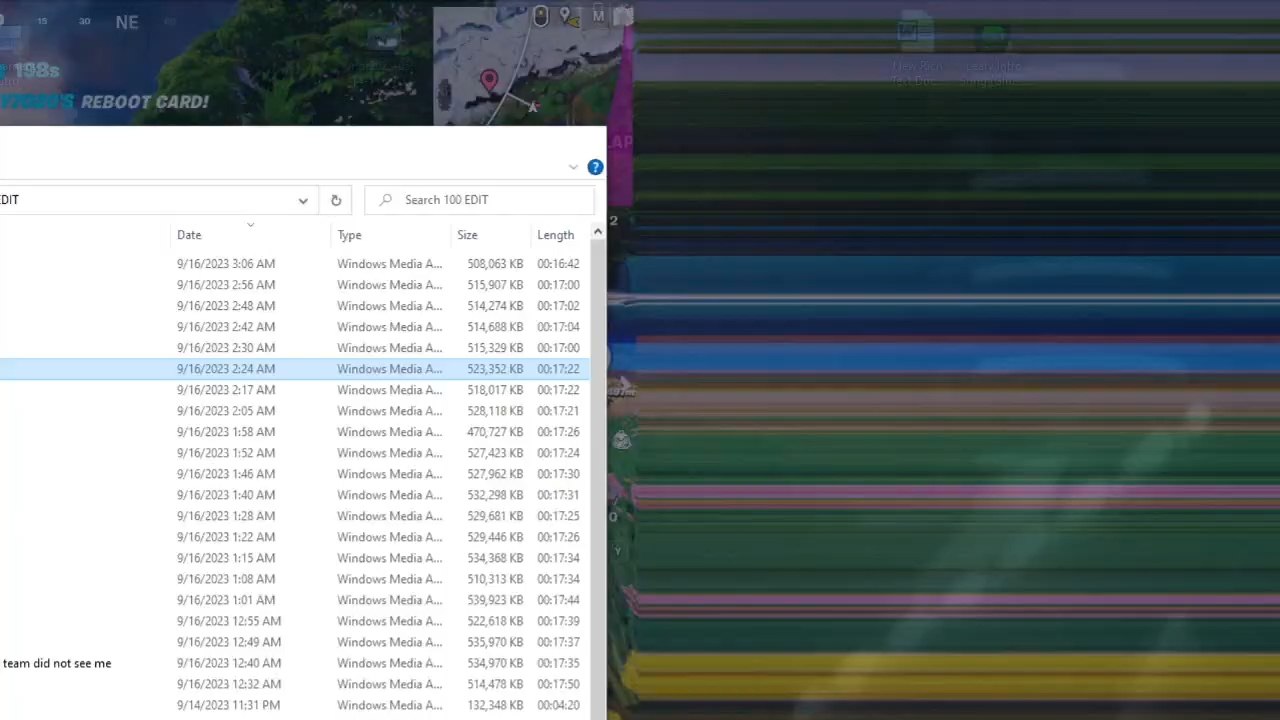 15 30 NE 60
M
198s
REBOOT CARD!
New Rich
Text Doc...
EDIT
Search 100 EDIT
2
Date Type Size Length
9/16/2023 3:06 AM Windows Media A... 508,063 KB 00:16:42
9/16/2023 2:56 AM Windows Media A... 515,907 KB 00:17:00
9/16/2023 2:48 AM Windows Media A... 514,274 KB 00:17:02
9/16/2023 2:42 AM Windows Media A... 514,688 KB 00:17:04
9/16/2023 2:30 AM Windows Media A... 515,329 KB 00:17:00
9/16/2023 2:24 AM Windows Media A... 523,352 KB 00:17:22
9/16/2023 2:17 AM Windows Media A... 518,017 KB 00:17:22
9/16/2023 2:05 AM Windows Media A... 528,118 KB 00:17:21
9/16/2023 1:58 AM Windows Media A... 470,727 KB 00:17:26
9/16/2023 1:52 AM Windows Media A... 527,423 KB 00:17:24
9/16/2023 1:46 AM Windows Media A... 527,962 KB 00:17:30
9/16/2023 1:40 AM Windows Media A... 532,298 KB 00:17:31
9/16/2023 1:28 AM Windows Media A... 529,681 KB 00:17:25
9/16/2023 1:22 AM Windows Media A... 529,446 KB 00:17:26
9/16/2023 1:15 AM Windows Media A... 534,368 KB 00:17:34
9/16/2023 1:08 AM Windows Media A... 510,313 KB 00:17:34
9/16/2023 1:01 AM Windows Media A... 539,923 KB 00:17:44
9/16/2023 12:55 AM Windows Media A... 522,618 KB 00:17:39
9/16/2023 12:49 AM Windows Media A... 535,970 KB 00:17:37
team did not see me 9/16/2023 12:40 AM Windows Media A... 534,970 KB 00:17:35
9/16/2023 12:32 AM Windows Media A... 514,478 KB 00:17:50
9/14/2023 11:31 PM Windows Media A... 132,348 KB 00:04:20
0
Y